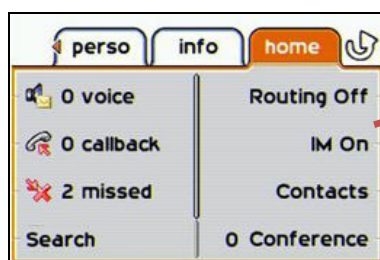 perso info home
0 voice Routing Off
0 callback IM On
2 missed Contacts
Search 0 Conference